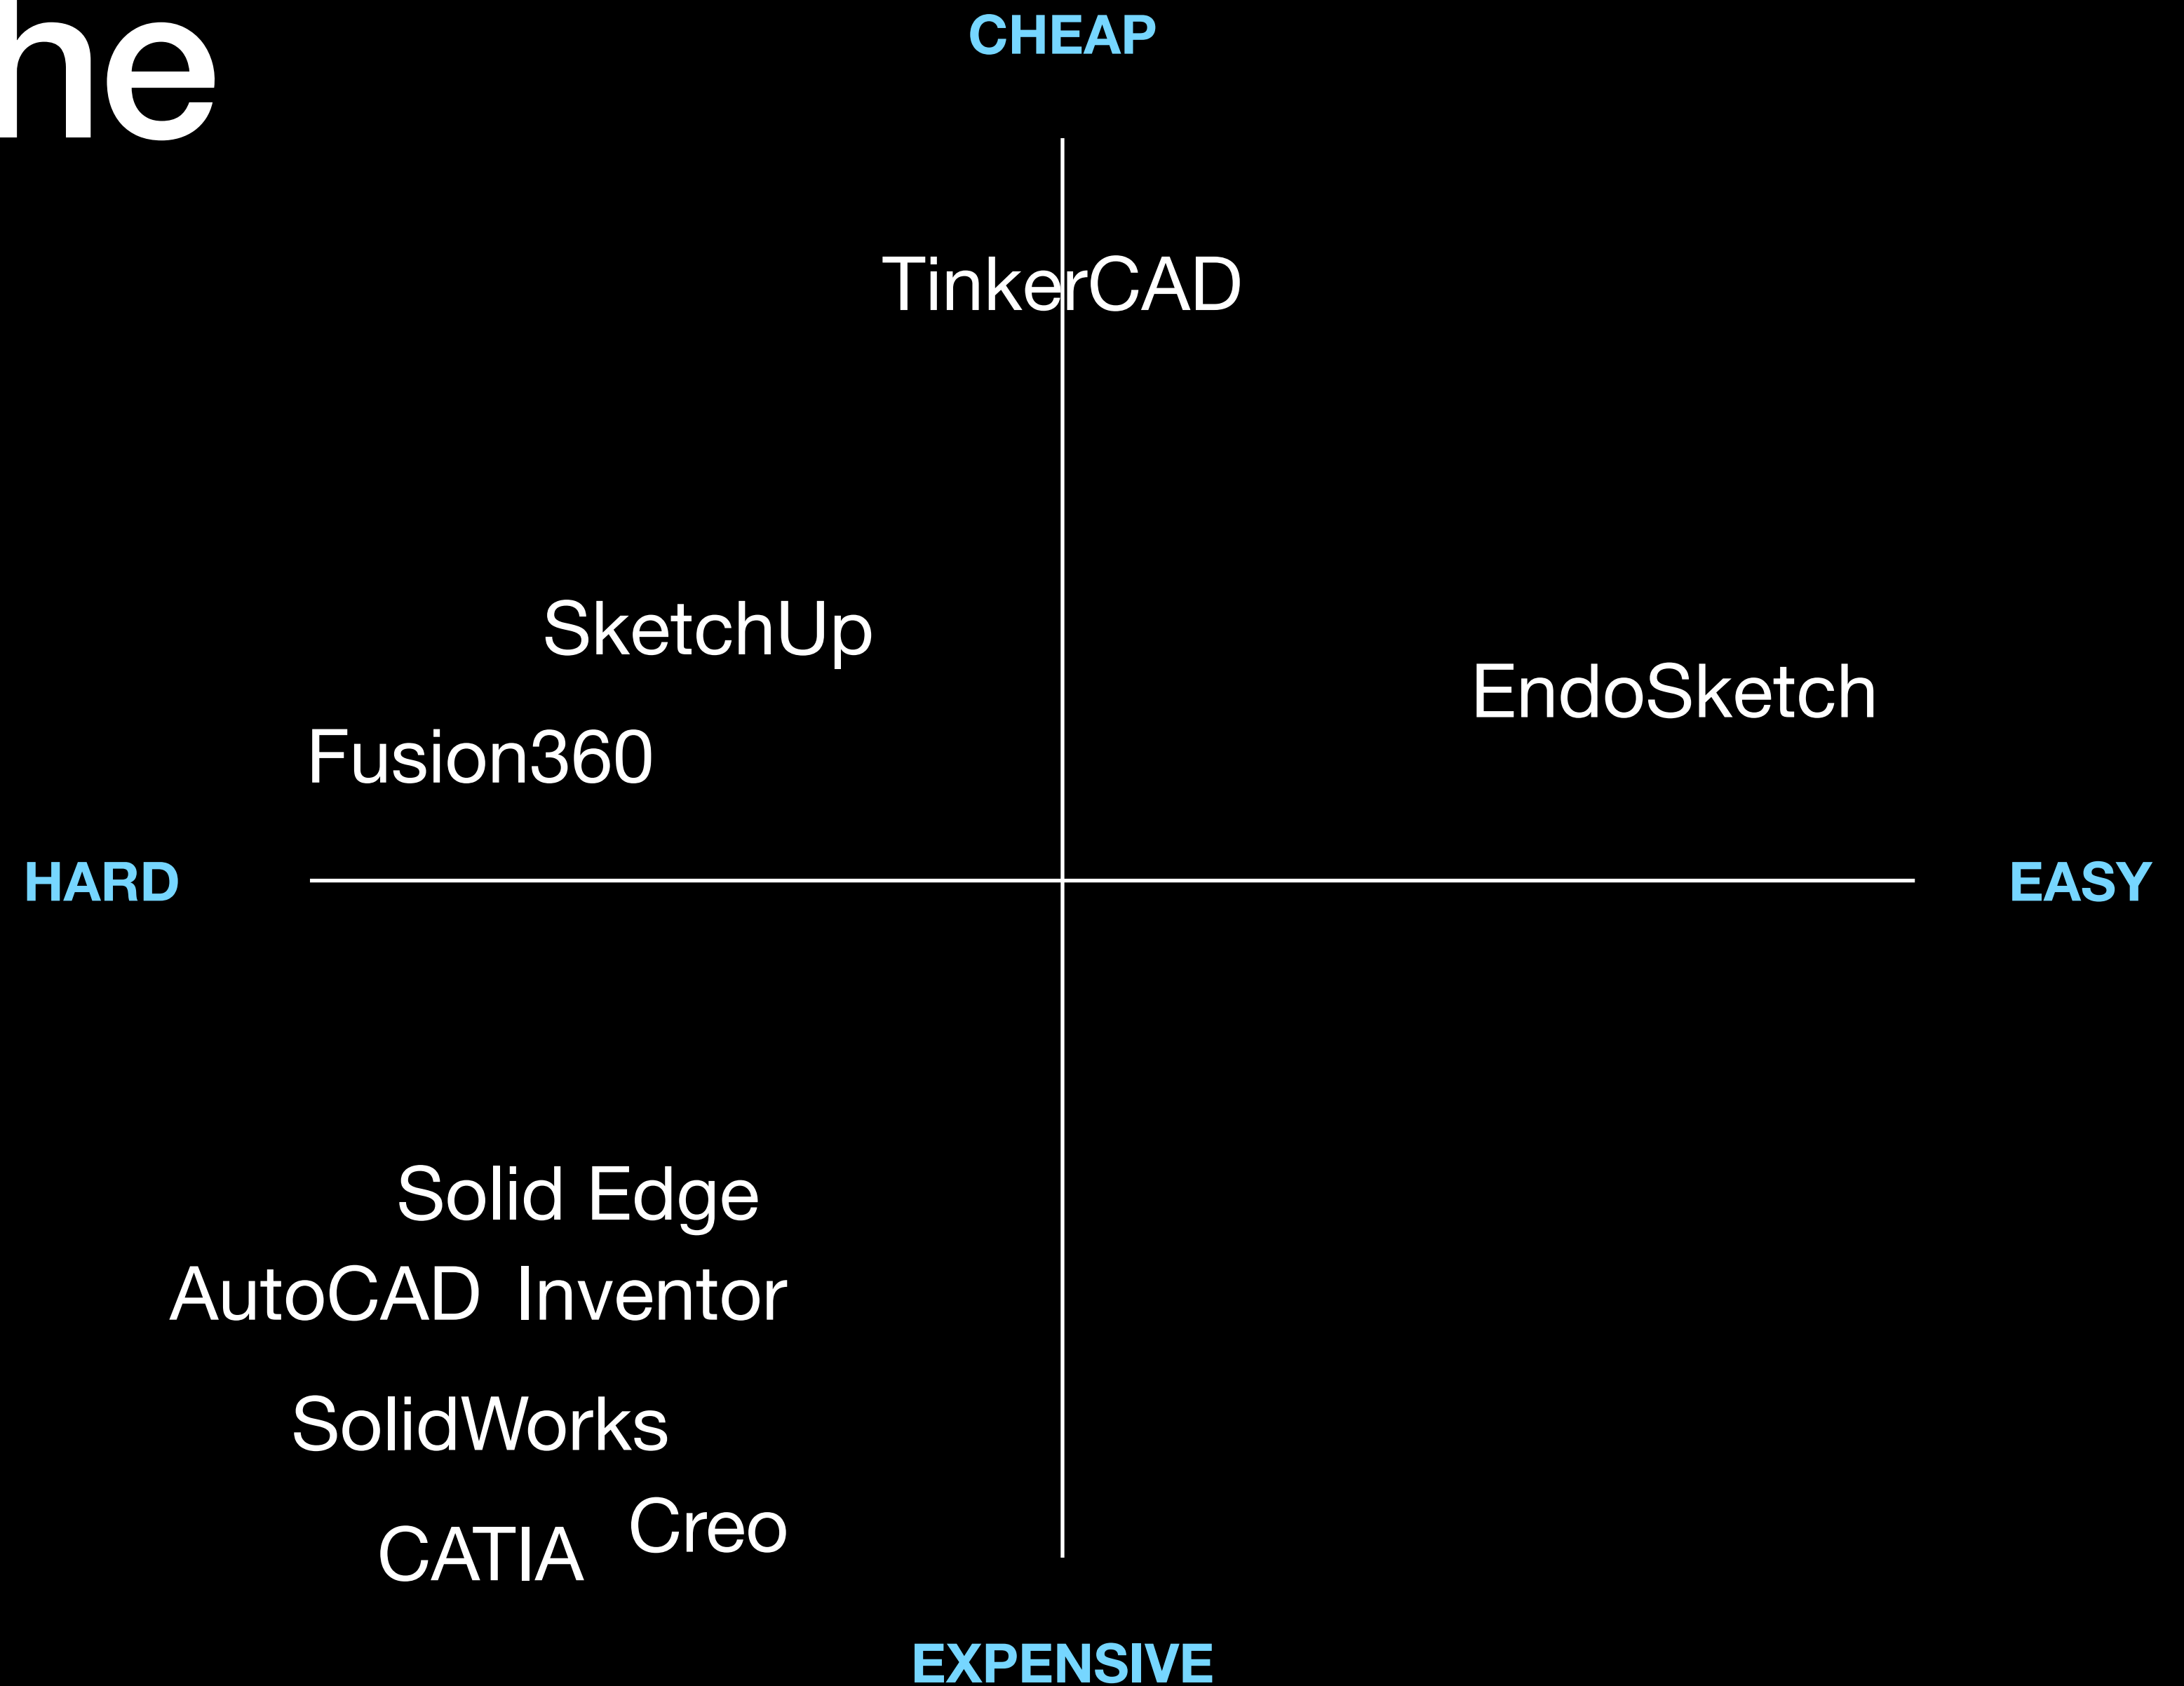 he
CHEAP
TinkerCAD
SketchUp
EndoSketch
Fusion360
HARD
EASY
Solid Edge
AutoCAD Inventor
SolidWorks
Creo
CATIA
EXPENSIVE